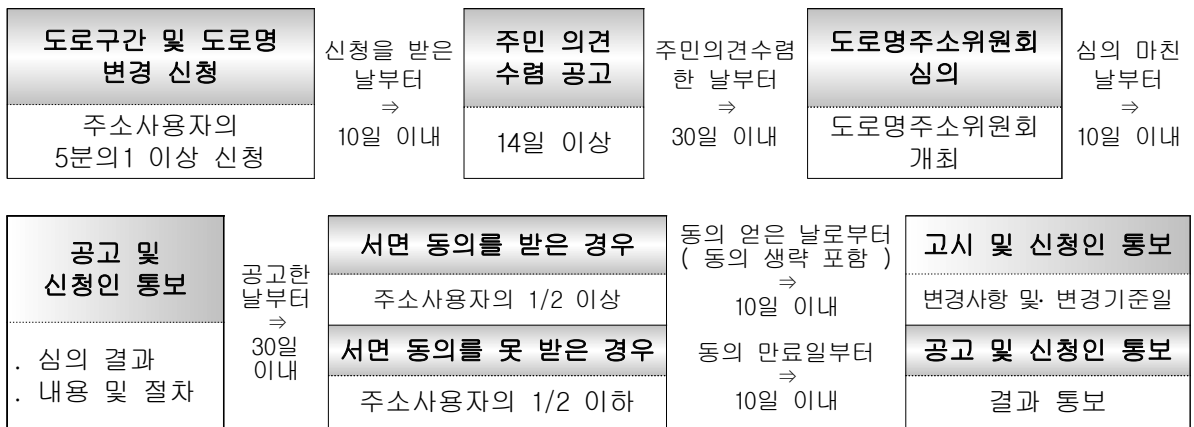 도로구간 및 도로명
변경 신청
주소사용자의
5분의1 이상 신청
신청을 받은
날부터
⇒
10일 이내
주민 의견
수렴 공고
14일 이상
주민의견수렴
한 날부터
⇒
30일 이내
도로명주소위원회
심의
도로명주소위원회
개최
심의 마친
날부터
⇒
10일 이내
공고 및
신청인 통보
. 심의 결과
. 내용 및 절차
공고한
날부터
⇒
30일
이내
서면 동의를 받은 경우
주소사용자의 1/2 이상
서면 동의를 못 받은 경우
주소사용자의 1/2 이하
동의 얻은 날로부터
( 동의 생략 포함 )
⇒
10일 이내
동의 만료일부터
⇒
10일 이내
고시 및 신청인 통보
변경사항 및· 변경기준일
공고 및 신청인 통보
결과 통보